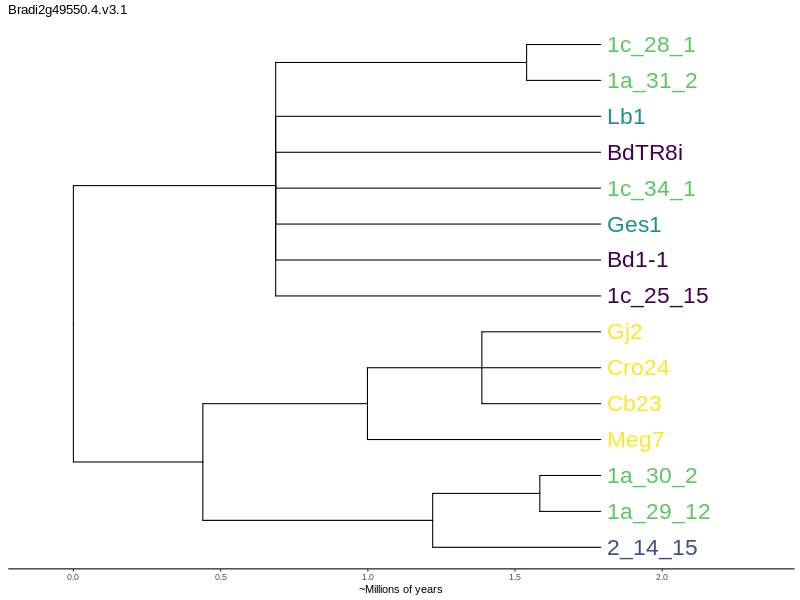 Bradi2g49550.4.v3.1
1c_28_1
1a_31_2
Lb1
BdTR8i
1c_34_1
Ges1
Bd1-1
1c_25_15
Gj2
Cro24
Cb23
Meg7
1a_30_2
1a_29_12
2_14_15
0.0 0.5 1.0 1.5 2.0
~Millions of years